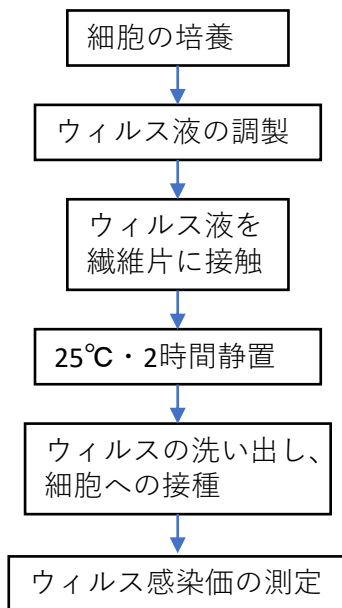 細胞の培養
ウィルス液の調製
ウィルス液を
繊維片に接触
25℃・2時間静置
ウィルスの洗い出し、
細胞への接種
ウィルス感染価の測定